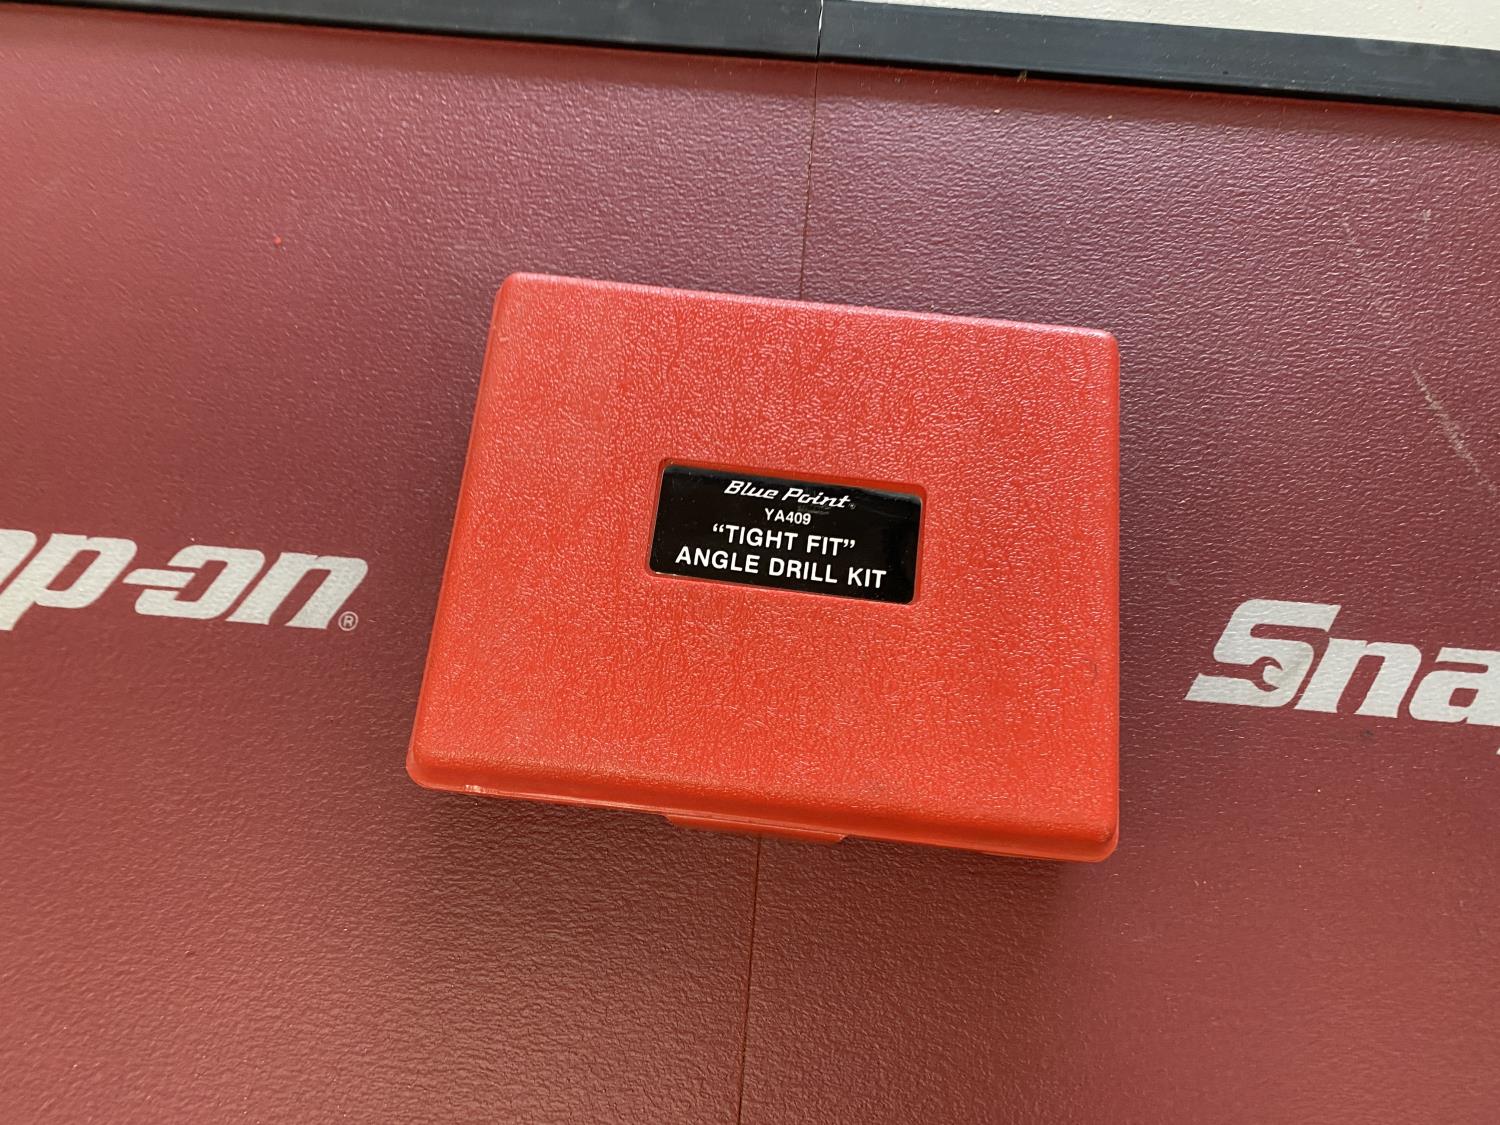 Blue Point
YA409
“TIGHT FIT”
ANGLE DRILL KIT
ap-on®
Sna